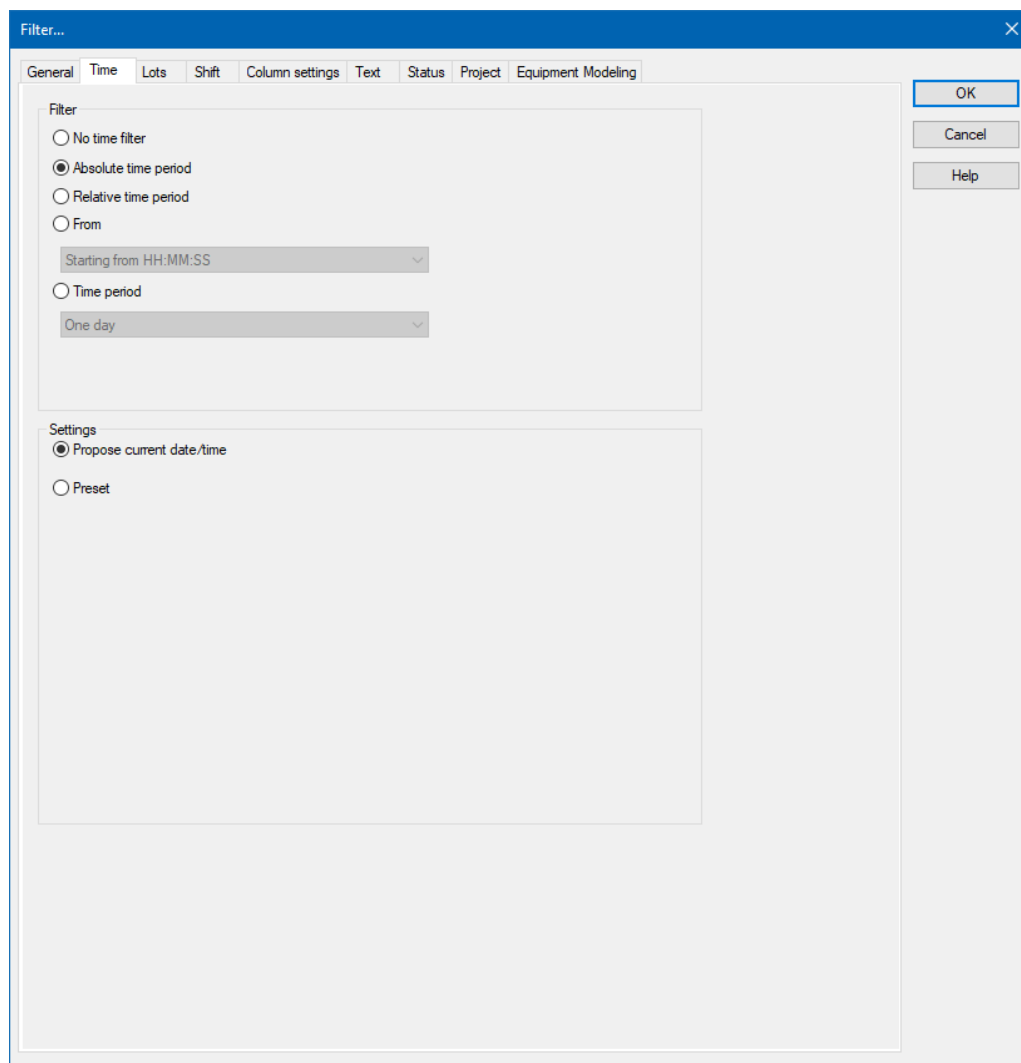 Filter...
General Time Lots Shift Column settings Text Status Project Equipment Modeling
OK
Cancel
Help
Filter
No time filter
Absolute time period
Relative time period
From
Starting from HH:MM:SS
Time period
One day
Settings
Propose current date/time
Preset